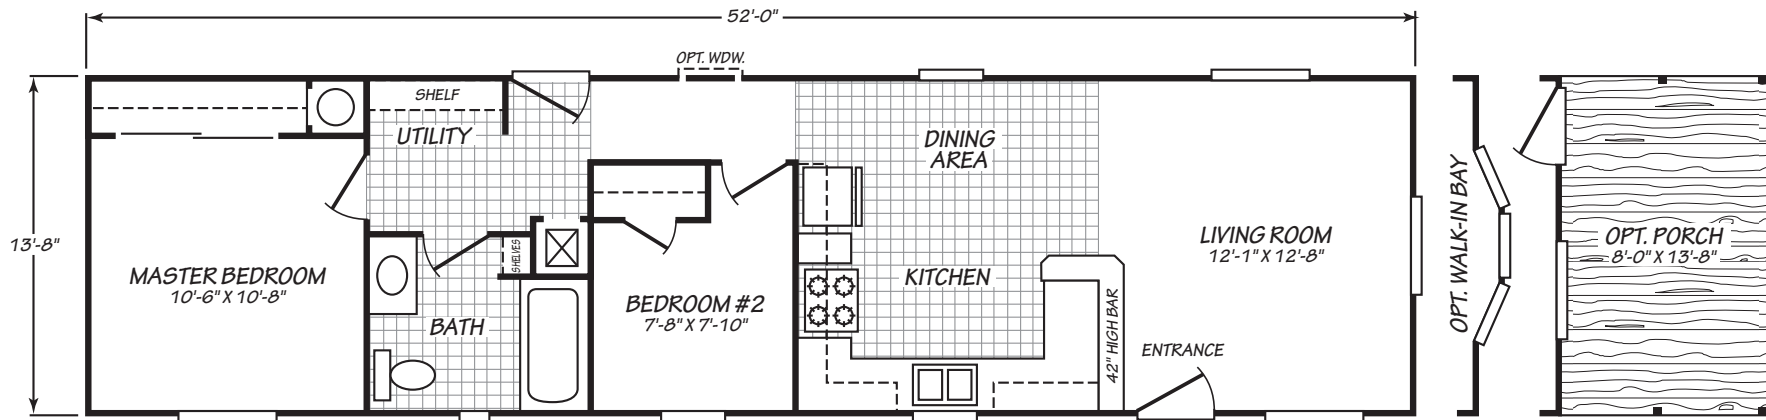 52'-0"
OPT. WDW.
SHELF
UTILITY
DINING
AREA
13'-8"
MASTER BEDROOM
10'-6" X 10'-8"
SHELVES
BATH
BEDROOM #2
7'-8" X 7'-10"
KITCHEN
42" HIGH BAR
LIVING ROOM
12'-1" X 12'-8"
ENTRANCE
OPT. WALK-IN BAY
OPT. PORCH
8'-0" X 13'-8"